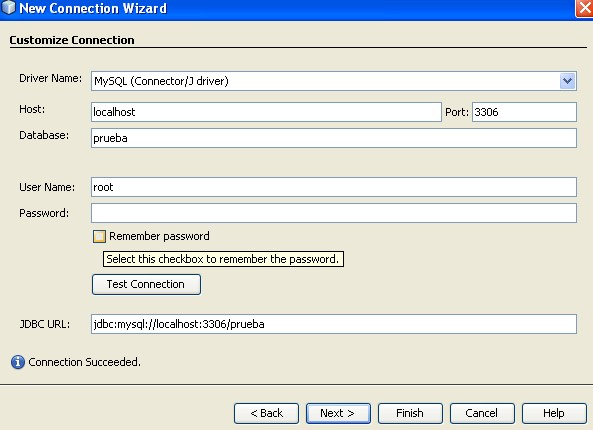 New Connection Wizard
Customize Connection
Driver Name: MySQL (Connector/J driver)
Host: localhost Port: 3306
Database: prueba
User Name: root
Password:
Remember password
Select this checkbox to remember the password.
Test Connection
JDBC URL: jdbc:mysql://localhost:3306/prueba
Connection Succeeded.
< Back Next > Finish Cancel Help